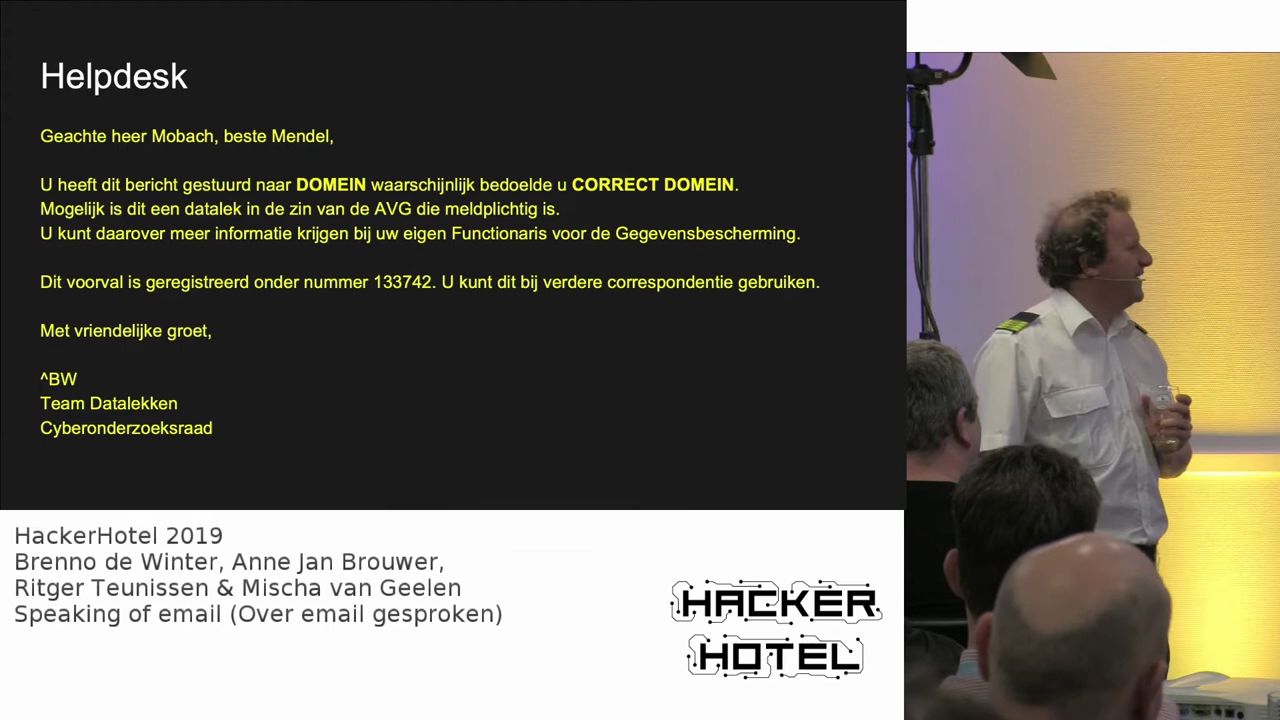 Helpdesk
Geachte heer Mobach, beste Mendel,
U heeft dit bericht gestuurd naar DOMEIN waarschijnlijk bedoelde u CORRECT DOMEIN.
Mogelijk is dit een datalek in de zin van de AVG die meldplichtig is.
U kunt daarover meer informatie krijgen bij uw eigen Functionaris voor de Gegevensbescherming.
Dit voorval is geregistreerd onder nummer 133742. U kunt dit bij verdere correspondentie gebruiken.
Met vriendelijke groet,
^BW
Team Datalekken
Cyberonderzoeksraad
HackerHotel 2019
Brenno de Winter, Anne Jan Brouwer,
Ritger Teunissen & Mischa van Geelen
Speaking of email (Over email gesproken)
HACKER
HOTEL